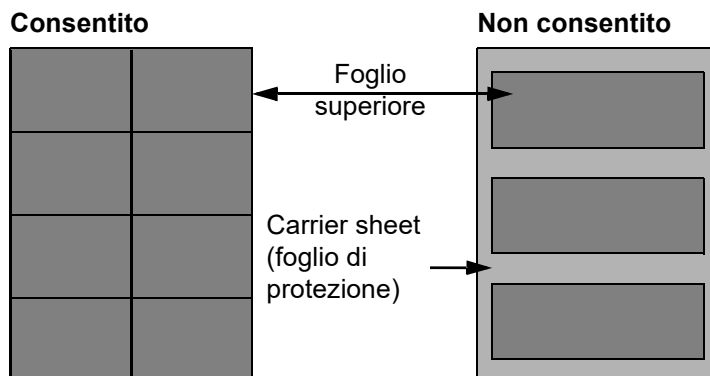 Consentito
Non consentito
Foglio
superiore
Carrier sheet
(foglio di
protezione)